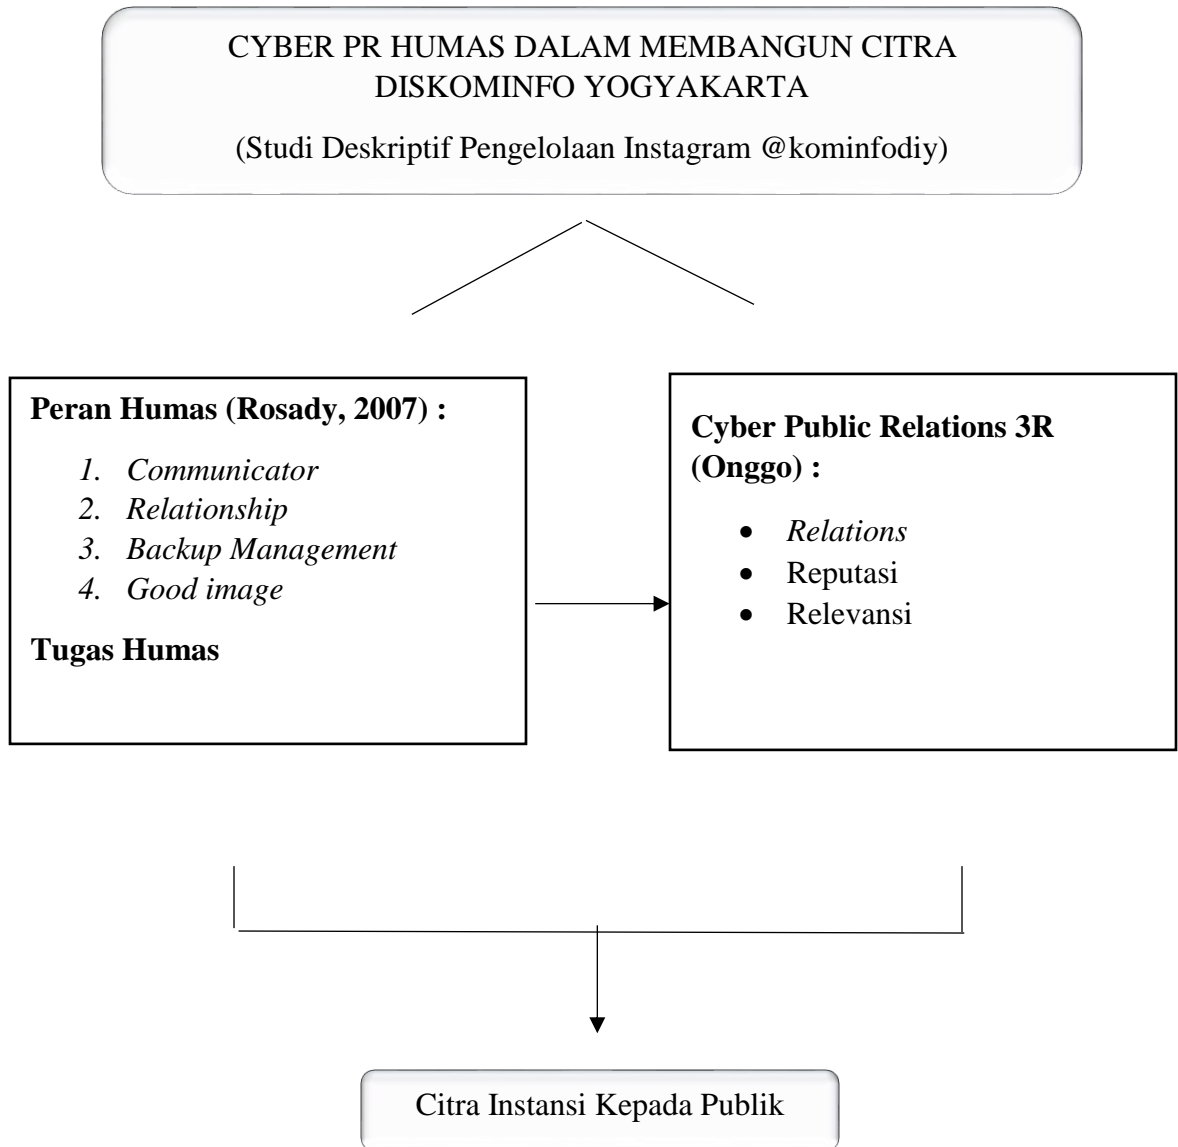 CYBER PR HUMAS DALAM MEMBANGUN CITRA
DISKOMINFO YOGYAKARTA
(Studi Deskriptif Pengelolaan Instagram @kominfodiy)
Peran Humas (Rosady, 2007) :
1. Communicator
2. Relationship
3. Backup Management
4. Good image
Tugas Humas
Cyber Public Relations 3R
(Onggo) :
• Relations
• Reputasi
• Relevansi
Citra Instansi Kepada Publik